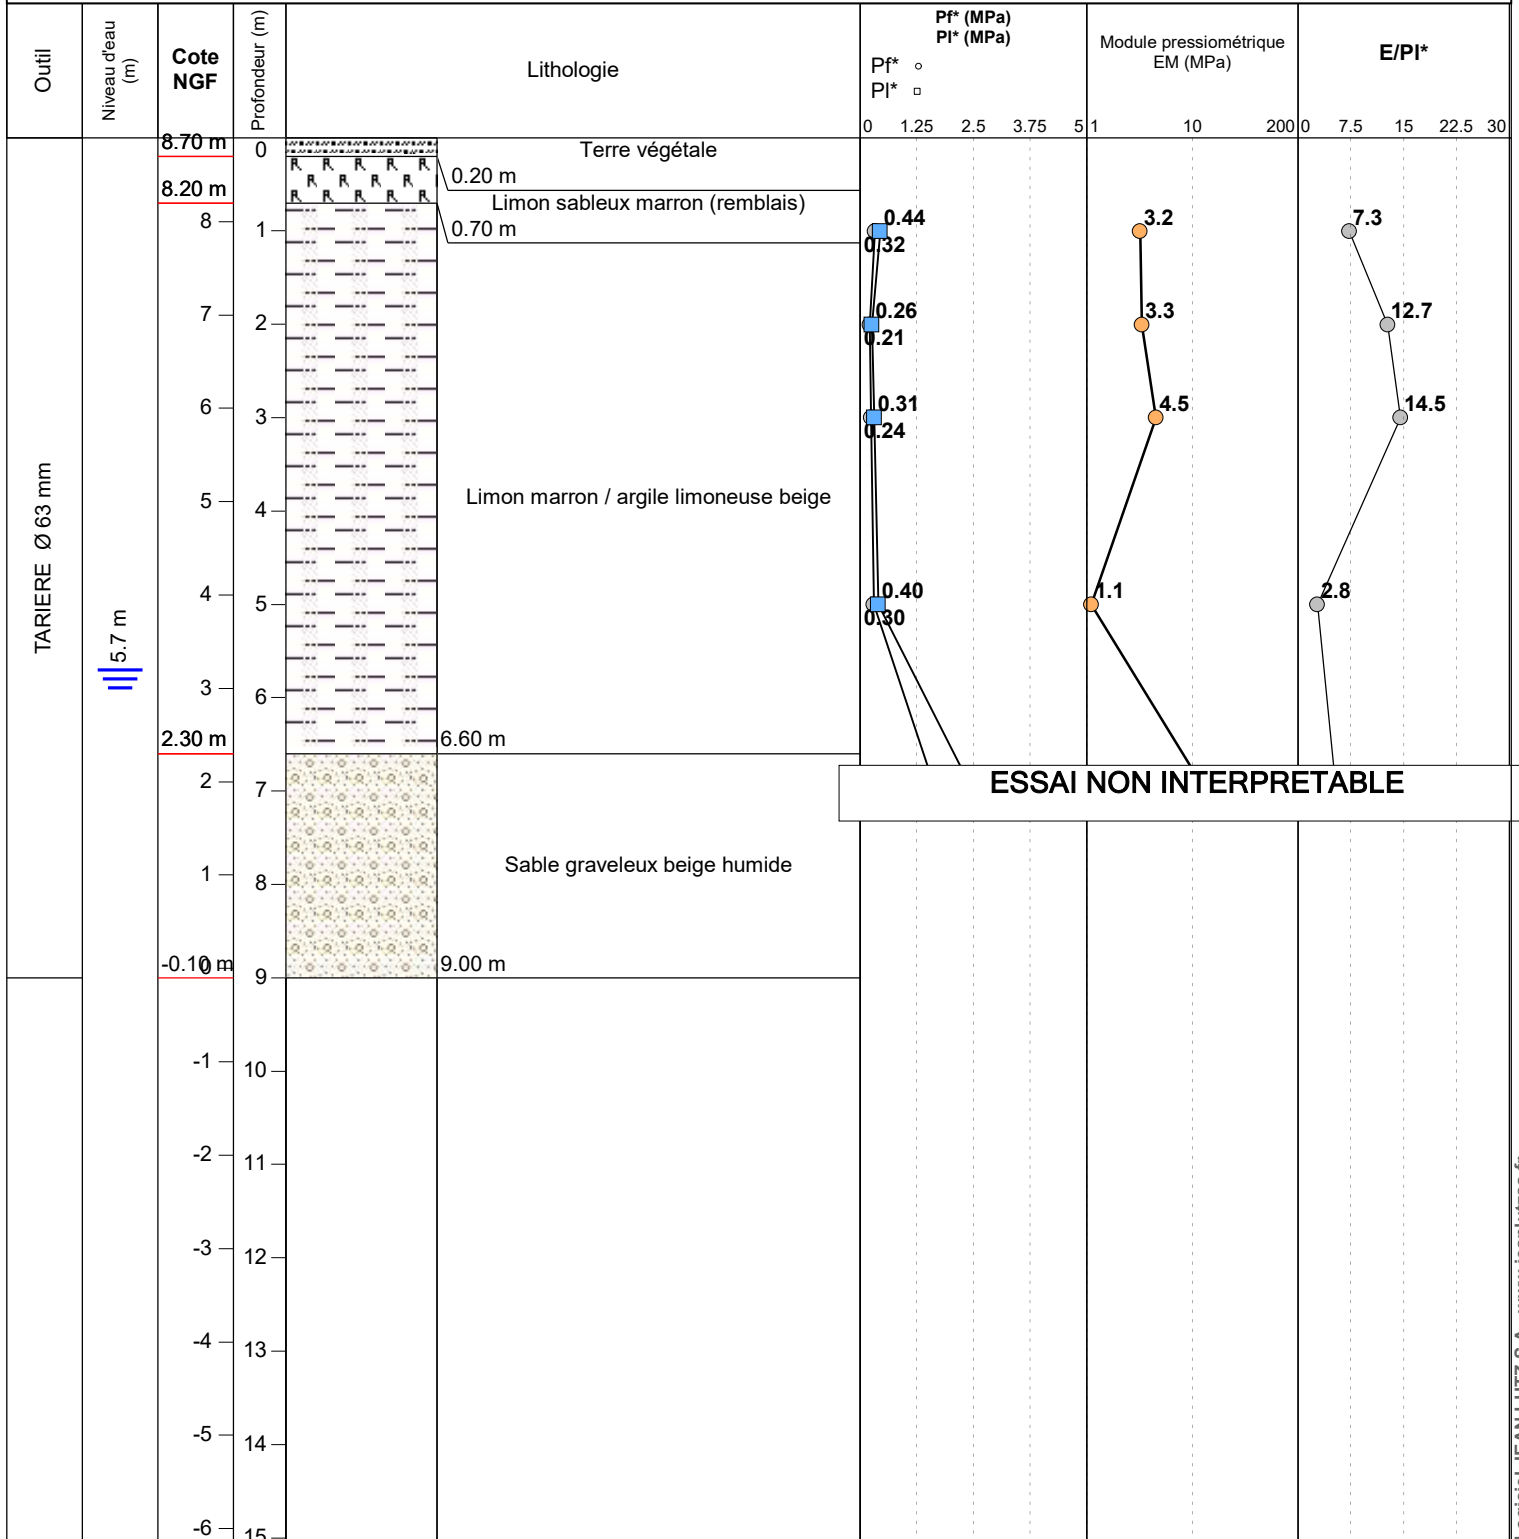 Outil
Niveau d'eau
(m)
Cote
NGF
Profondeur (m)
Lithologie
Pf* (MPa)
Pl* (MPa)
Pf*
Pl*
0 1.25 2.5 3.75 5
Module pressiométrique
EM (MPa)
1 10 200
E/Pl*
0 7.5 15 22.5 30
TARIERE Ø 63 mm
5.7 m
8.70 m
8.20 m
8
7
6
5
4
3
2.30 m
2
1
-0.10 m
0
-1
-2
-3
-4
-5
-6
0
1
2
3
4
5
6
7
8
9
10
11
12
13
14
15
Terre végétale
0.20 m
Limon sableux marron (remblais)
0.70 m
Limon marron / argile limoneuse beige
6.60 m
Sable graveleux beige humide
9.00 m
0.44
0.32
0.26
0.21
0.31
0.24
0.40
0.30
3.2
3.3
4.5
1.1
7.3
12.7
14.5
2.8
ESSAI NON INTERPRETABLE